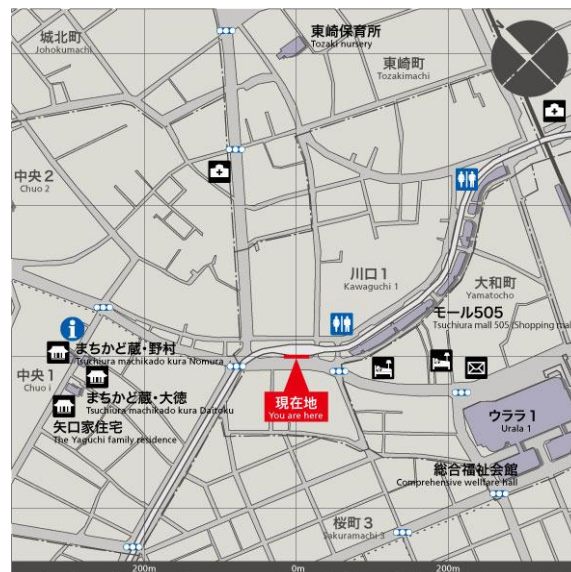 城北町
Johokumachi
東崎保育所
Tozaki nursery
東崎町
Tozakimachi
中央2
Chuo 2
川口1
Kawaguchi 1
大和町
Yamatocho
モール505
Tsuchiura mall 505 (Shopping mal
まちかど蔵・野村
Tsuchiura machikado kura Nomura
中央1
Chuo i
まちかど蔵・大徳
Tsuchiura machikado kura Daitoku
矢口家住宅
The Yaguchi family residence
現在地
You are here
ウララ1
Urala 1
総合福祉会館
Comprehensive wellfare hall
桜町3
Sakuramachi 3
200m
0m
200m